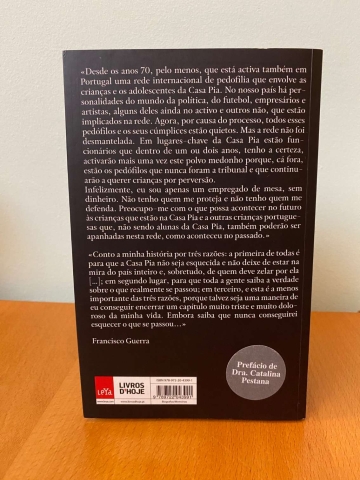 «Desde os anos 70, pelo menos, que está activa também em
Portugal uma rede internacional de pedofilia que envolve as
crianças e os adolescentes da Casa Pia. No nosso país há per-
sonalidades do mundo da política, do futebol, empresários e
artistas, alguns deles ainda no activo e outros não, que estão
implicados na rede. Agora, por causa do processo, todos esses
pedófilos e os seus cúmplices estão quietos. Mas a rede não foi
desmantelada. Em lugares-chave da Casa Pia estão fun-
cionários que dentro de um ou dois anos, tenho a certeza,
activarão mais uma vez este polvo medonho porque, cá fora,
estão os pedófilos que nunca foram a tribunal e que continua-
rão a querer crianças por perversão.
Infelizmente, eu sou apenas um empregado de mesa, sem
dinheiro. Não tenho quem me proteja e não tenho quem me
defenda. Preocupo-me com o que possa acontecer no futuro
às crianças que estão na Casa Pia e a outras crianças portugue-
sas que, não sendo alunas da Casa Pia, também poderão ser
apanhadas nesta rede, como aconteceu no passado.»
«Conto a minha história por três razões: a primeira de todas é
para que a Casa Pia não seja esquecida e não deixe de estar na
mira do país inteiro e, sobretudo, de quem deve zelar por ela
[...]; em segundo lugar, para que toda a gente saiba a verdade
sobre o que realmente se passou; em terceiro, e esta é a menos
importante das três razões, porque talvez seja uma maneira de
eu conseguir encerrar um capítulo muito triste e muito dolo-
roso da minha vida. Embora saiba que nunca conseguirei
esquecer o que se passou...»
Francisco Guerra
Prefácio de
Dra. Catalina
Pestana
LeYa
LIVROS
D'HOJE